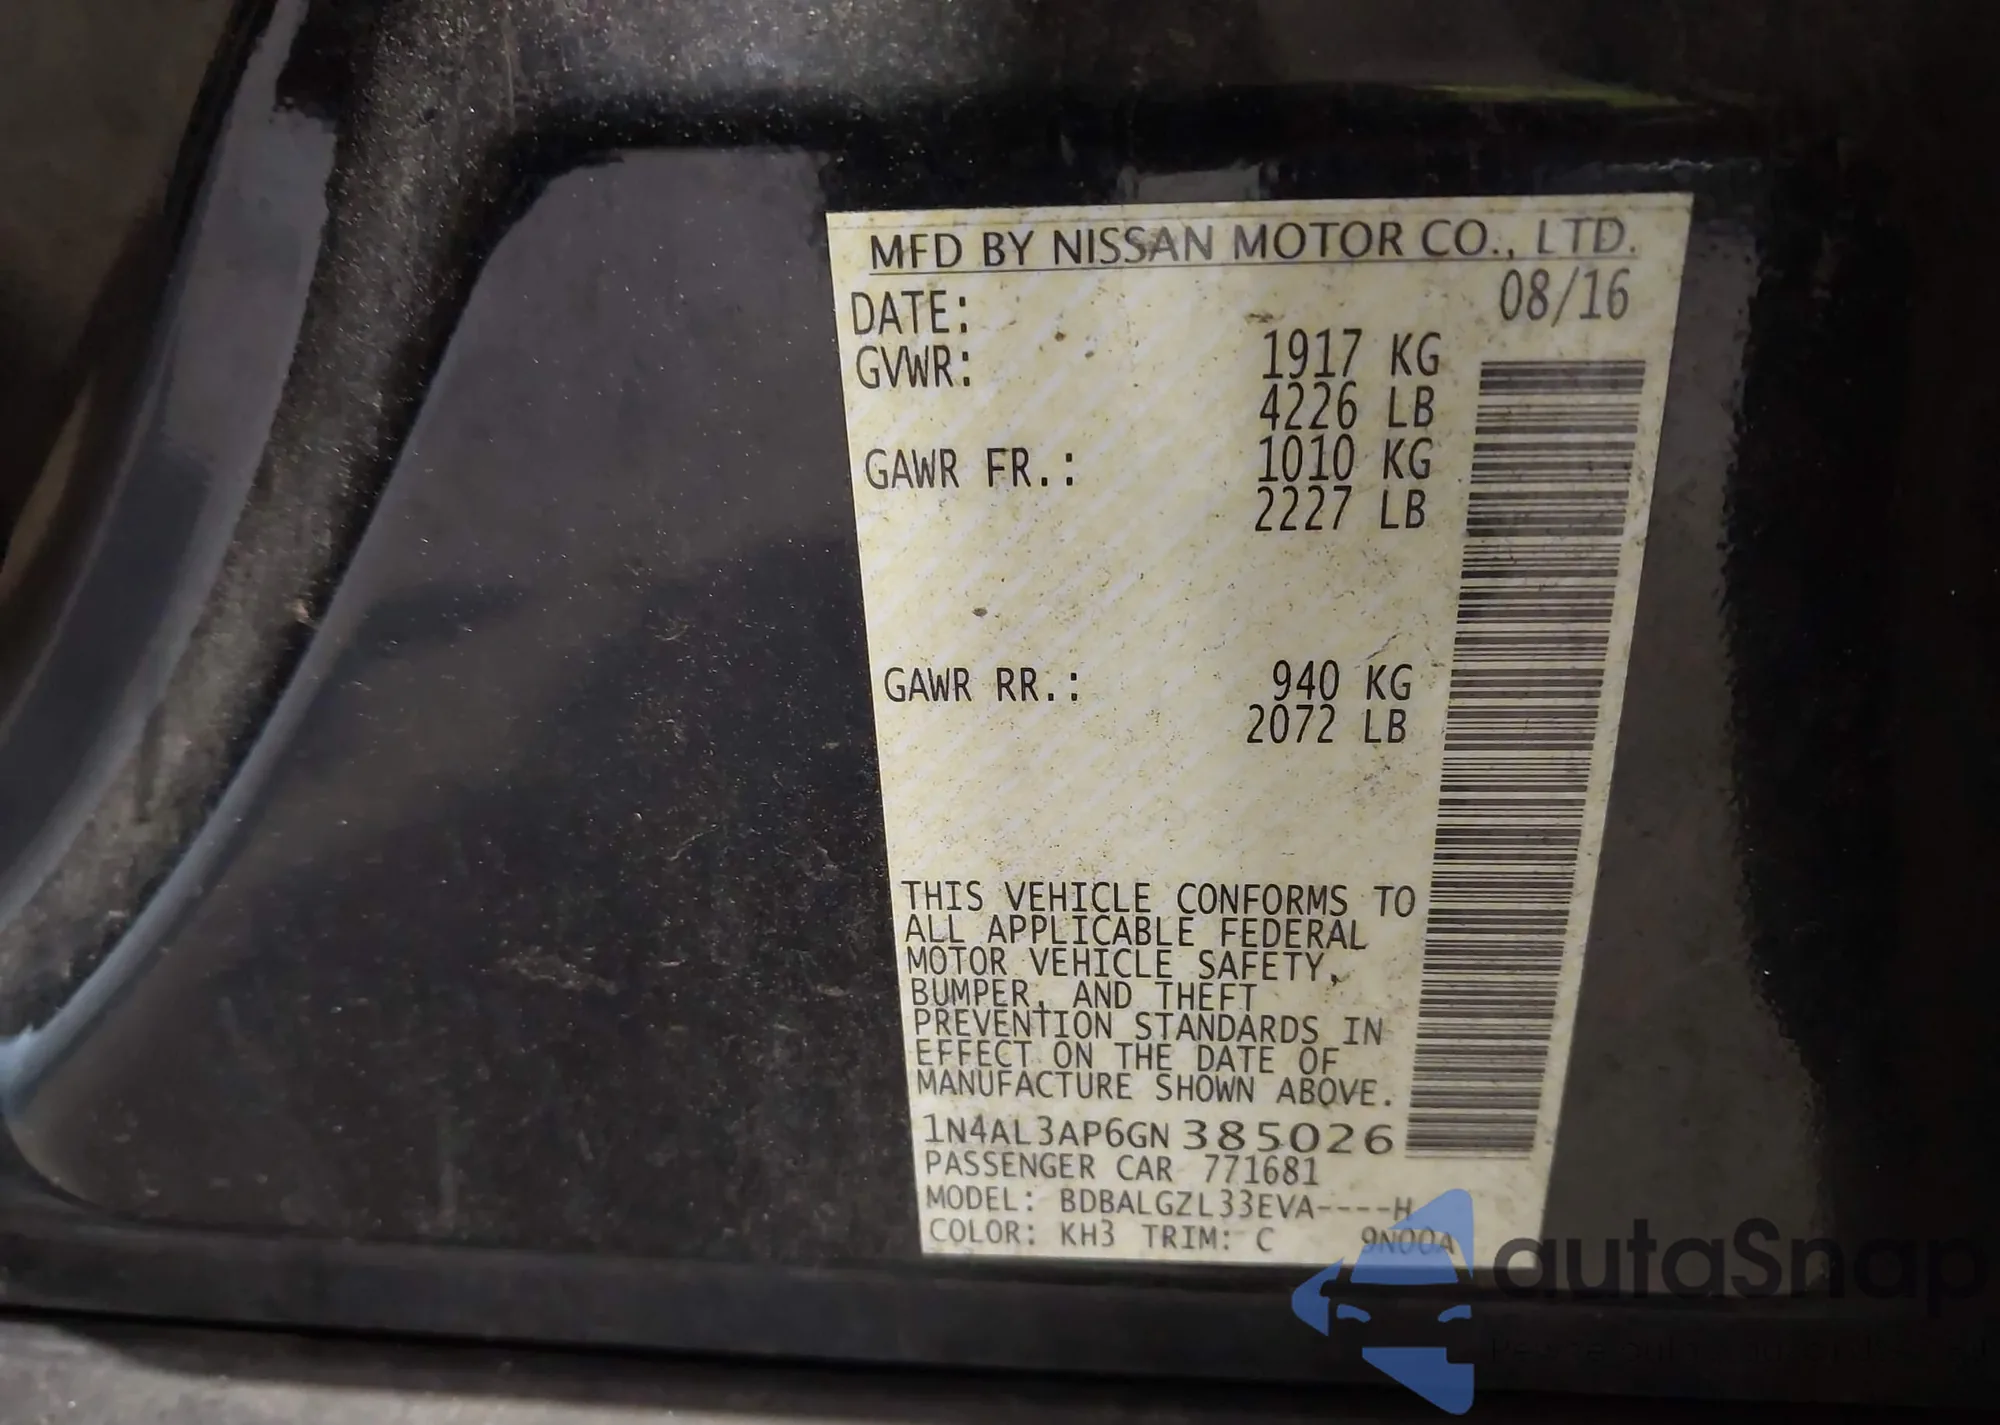 MFD BY NISSAN MOTOR CO., LTD.
DATE: 08/16
GVWR: 1917 KG
4226 LB
GAWR FR.: 1010 KG
2227 LB
GAWR RR.: 940 KG
2072 LB
THIS VEHICLE CONFORMS TO
ALL APPLICABLE FEDERAL
MOTOR VEHICLE SAFETY,
BUMPER, AND THEFT
PREVENTION STANDARDS IN
EFFECT ON THE DATE OF
MANUFACTURE SHOWN ABOVE.
1N4AL3AP6GN385026
PASSENGER CAR 771681
MODEL: BDBALGZL33EVA----H
COLOR: KH3 TRIM: C 9N00A
autaSnap